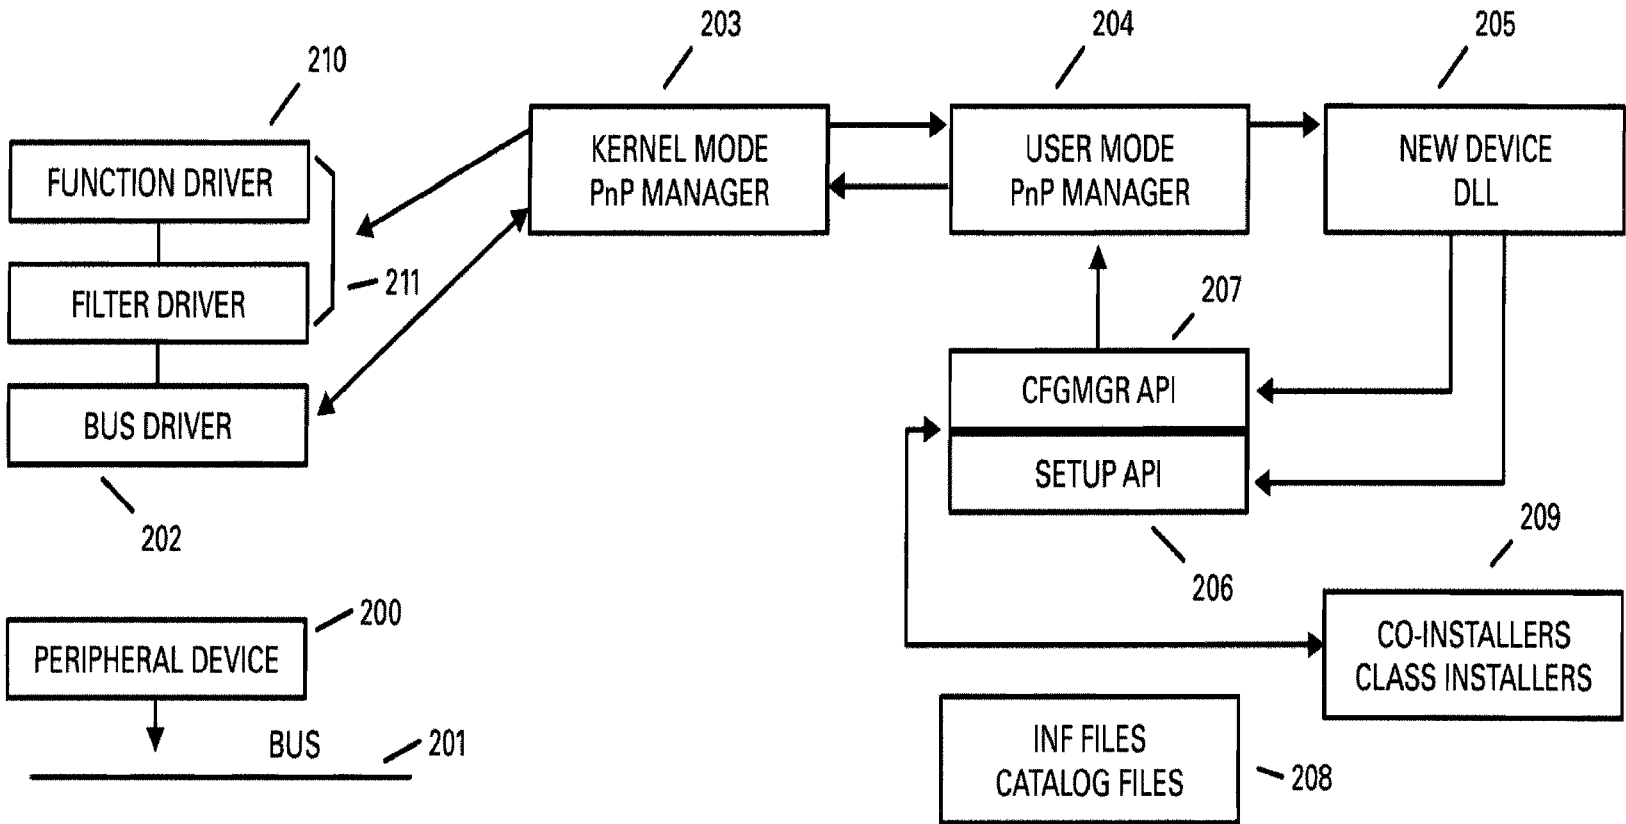 203
204
205
210
KERNEL MODE
PnP MANAGER
USER MODE
PnP MANAGER
NEW DEVICE
DLL
FUNCTION DRIVER
211
FILTER DRIVER
207
CFGMGR API
BUS DRIVER
SETUP API
202
206
209
200
PERIPHERAL DEVICE
CO-INSTALLERS
CLASS INSTALLERS
BUS
201
INF FILES
CATALOG FILES
208